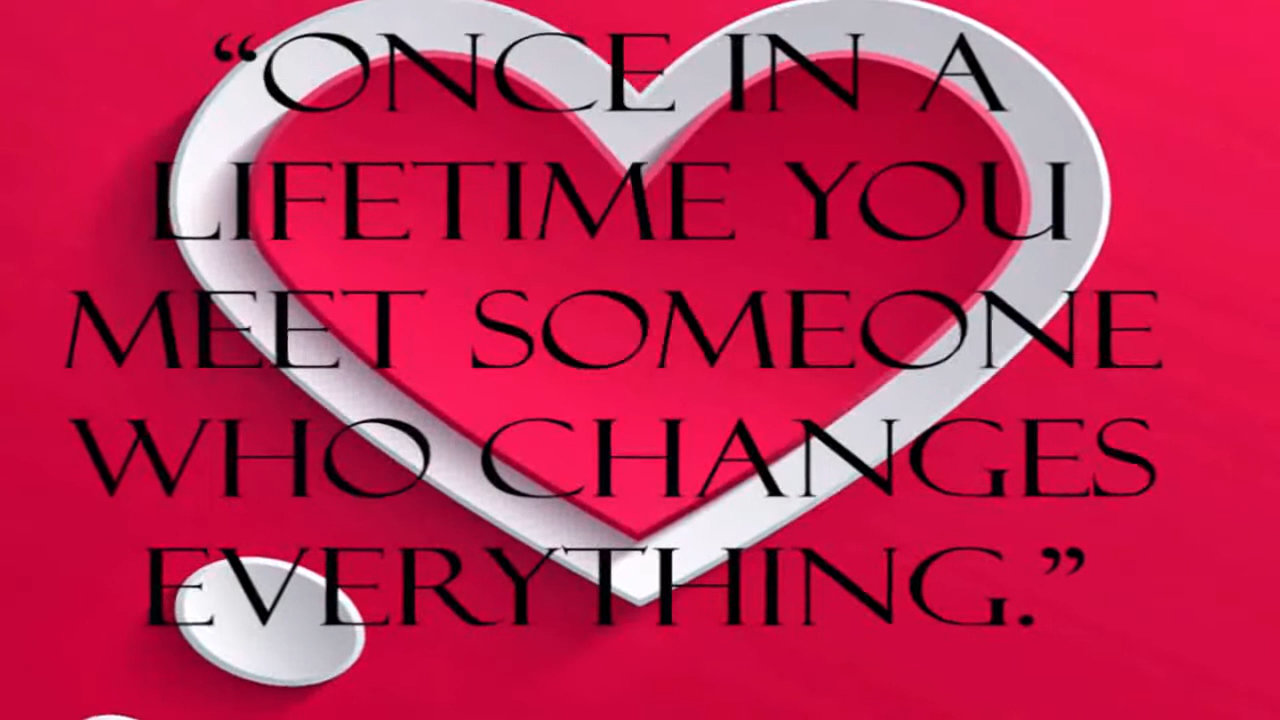 “ONCE IN A
LIFETIME YOU
MEET SOMEONE
WHO CHANGES
EVERYTHING.”